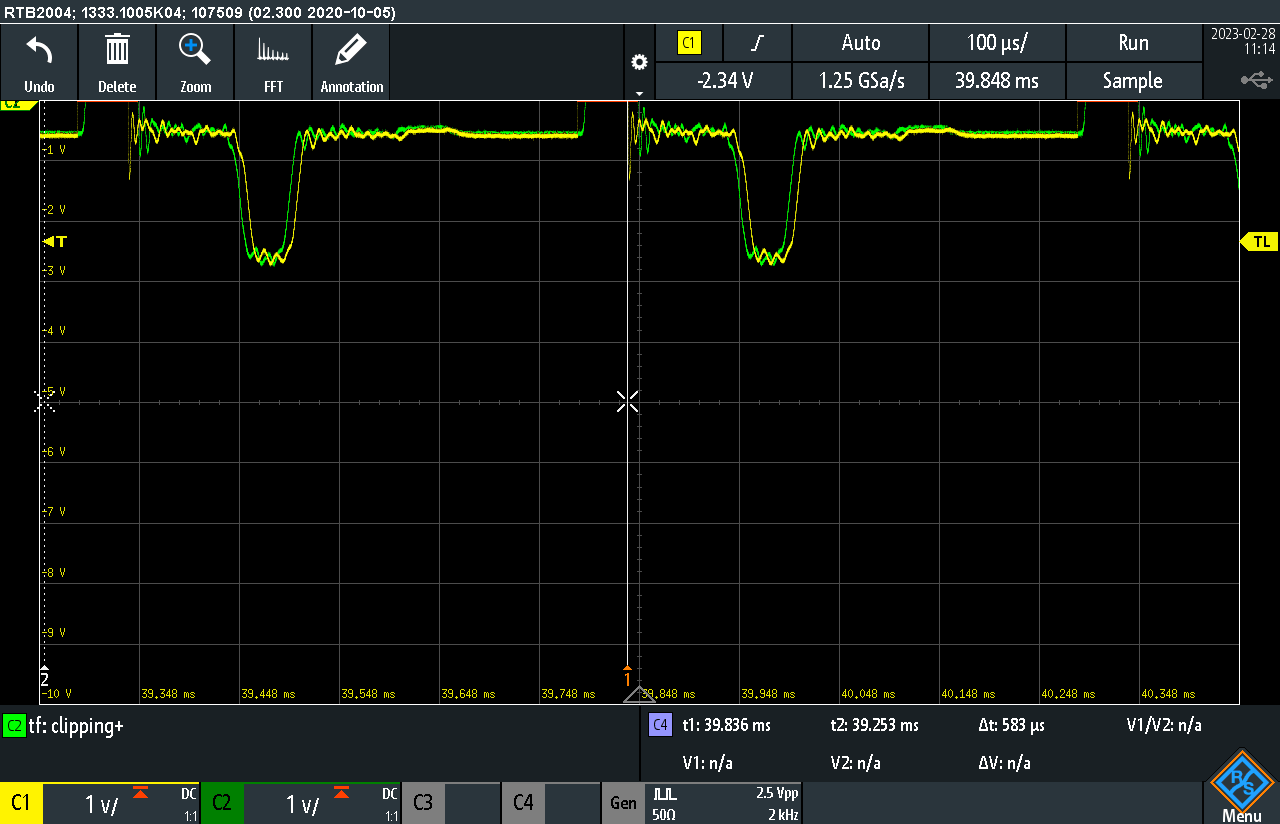 RTB2004; 1333.1005K04; 107509 (02.300 2020-10-05)
Undo
Delete
Zoom
FFT
Annotation
C1
Auto
100 µs/
Run
2023-02-28
11:14
-2.34 V
1.25 GSa/s
39.848 ms
Sample
C2
-1 V
-2 V
T
TL
-3 V
-4 V
-5 V
-6 V
-7 V
-8 V
-9 V
2
1
-10 V
39.348 ms
39.448 ms
39.548 ms
39.648 ms
39.748 ms
39.848 ms
39.948 ms
40.048 ms
40.148 ms
40.248 ms
40.348 ms
C2 tf: clipping+
C4 t1: 39.836 ms t2: 39.253 ms Δt: 583 µs V1/V2: n/a
V1: n/a V2: n/a ΔV: n/a
C1 1 V/ DC 1:1
C2 1 V/ DC 1:1
C3
C4
Gen 50Ω 2.5 Vpp 2 kHz
R&S
Menu